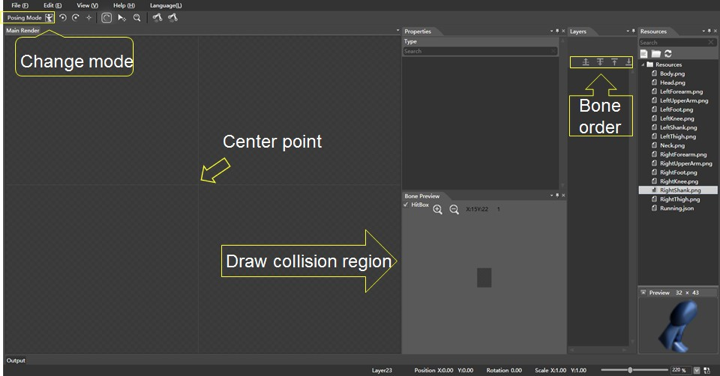 File (F) Edit (E) View (V) Help (H) Language(L)
Posing Mode
Main Render
Change mode
Center point
Draw collision region
Properties
Type
Search
Bone Preview
HitBox
1
Layers
Bone
order
Resources
Search
Resources
Body.png
Head.png
LeftForearm.png
LeftUpperArm.png
LeftFoot.png
LeftKnee.png
LeftShank.png
LeftThigh.png
Neck.png
RightForearm.png
RightUpperArm.png
RightFoot.png
RightKnee.png
RightShank.png
RightThigh.png
Running.json
Preview 32 × 43
Output
Layer23 Position X:0.00 Y:0.00 Rotation 0.00 Scale X:1.00 Y:1.00 220 %